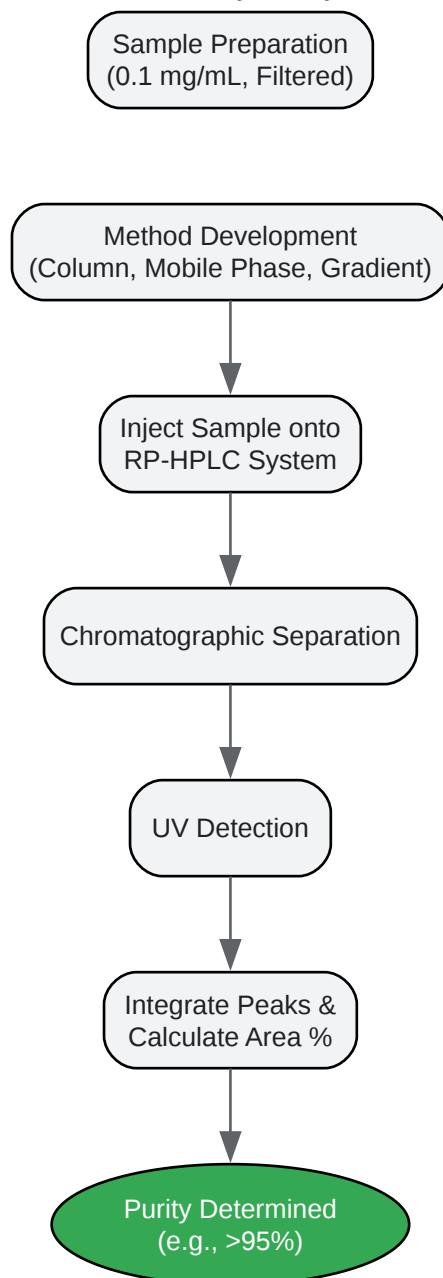 Sample Preparation
(0.1 mg/mL, Filtered)
Method Development
(Column, Mobile Phase, Gradient)
Inject Sample onto
RP-HPLC System
Chromatographic Separation
UV Detection
Integrate Peaks &
Calculate Area %
Purity Determined
(e.g., >95%)